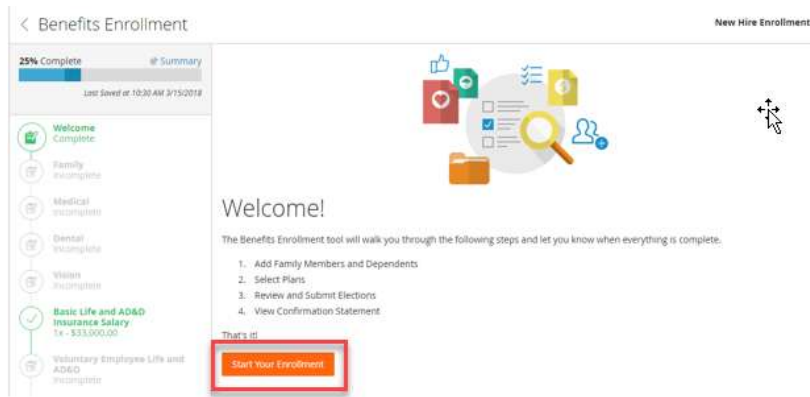 Benefits Enrollment
New Hire Enrollment
25% Complete
Summary
Last Saved at 10:30 AM 3/15/2018
Welcome
Complete
Family
Incomplete
Medical
Incomplete
Dental
Incomplete
Vision
Incomplete
Basic Life and AD&D
Insurance Salary
1x - $33,000.00
Voluntary Employee Life and
AD&D
Incomplete
Welcome!
The Benefits Enrollment tool will walk you through the following steps and let you know when everything is complete.
1. Add Family Members and Dependents
2. Select Plans
3. Review and Submit Elections
4. View Confirmation Statement
That's it!
Start Your Enrollment